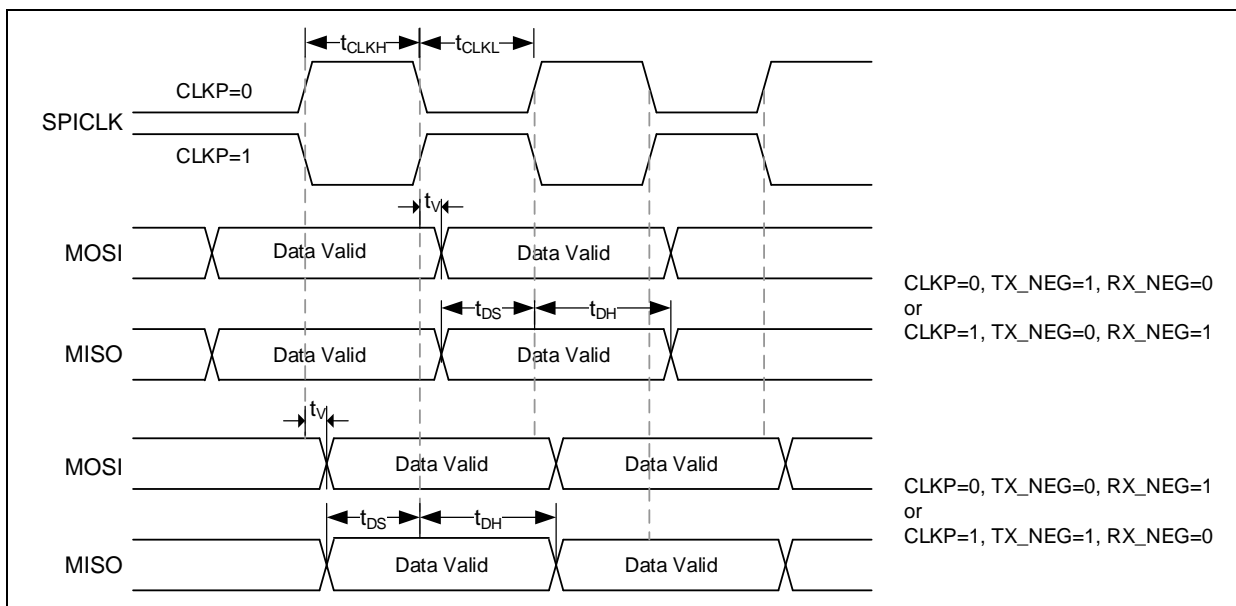 tCLKH
tCLKL
CLKP=0
SPICLK
CLKP=1
tV
MOSI
Data Valid
Data Valid
CLKP=0, TX_NEG=1, RX_NEG=0
or
CLKP=1, TX_NEG=0, RX_NEG=1
tDS
tDH
MISO
Data Valid
Data Valid
tV
MOSI
Data Valid
Data Valid
CLKP=0, TX_NEG=0, RX_NEG=1
or
CLKP=1, TX_NEG=1, RX_NEG=0
tDS
tDH
MISO
Data Valid
Data Valid